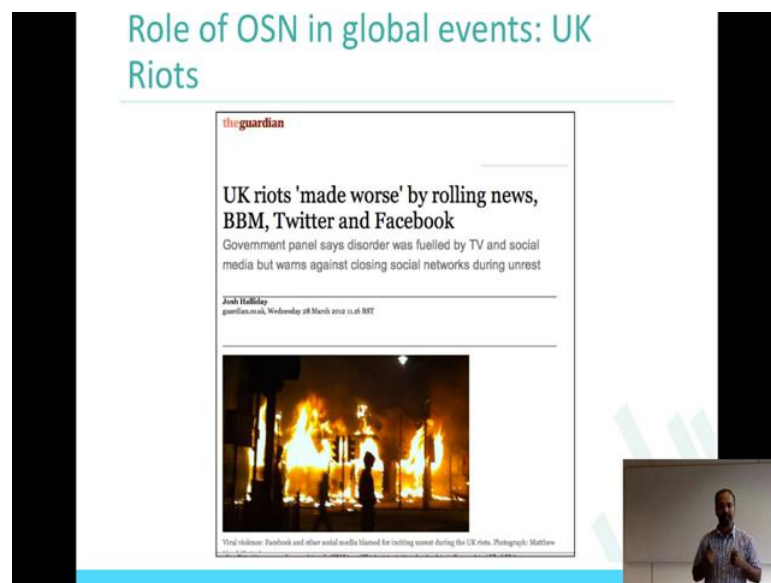 Role of OSN in global events: UK
Riots
theguardian
UK riots 'made worse' by rolling news,
BBM, Twitter and Facebook
Government panel says disorder was fuelled by TV and social
media but warns against closing social networks during unrest
Josh Halliday
guardian.co.uk, Wednesday 28 March 2012 11.16 BST
Viral violence: Facebook and other social media blamed for inciting unrest during the UK riots. Photograph: Matthew